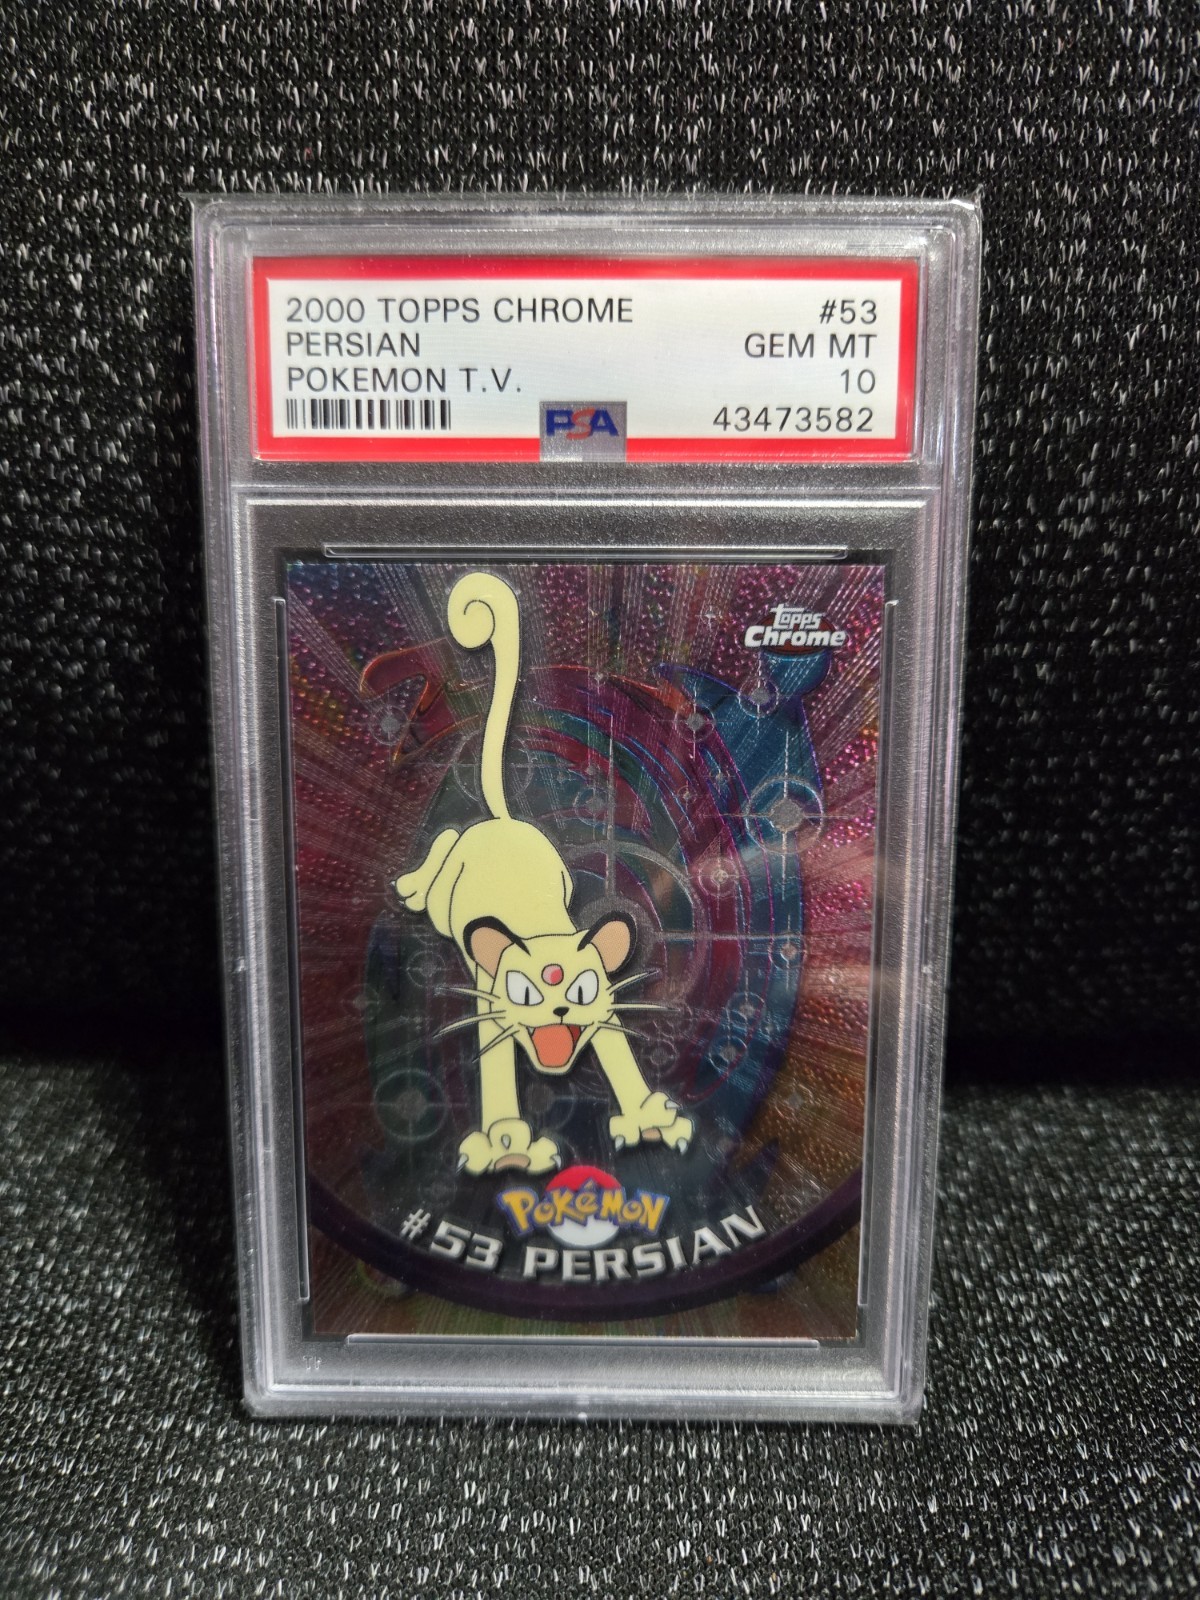 2000 TOPPS CHROME #53
PERSIAN GEM MT
POKEMON T.V. 10
PSA 43473582
Topps
Chrome
POKéMON
#53 PERSIAN